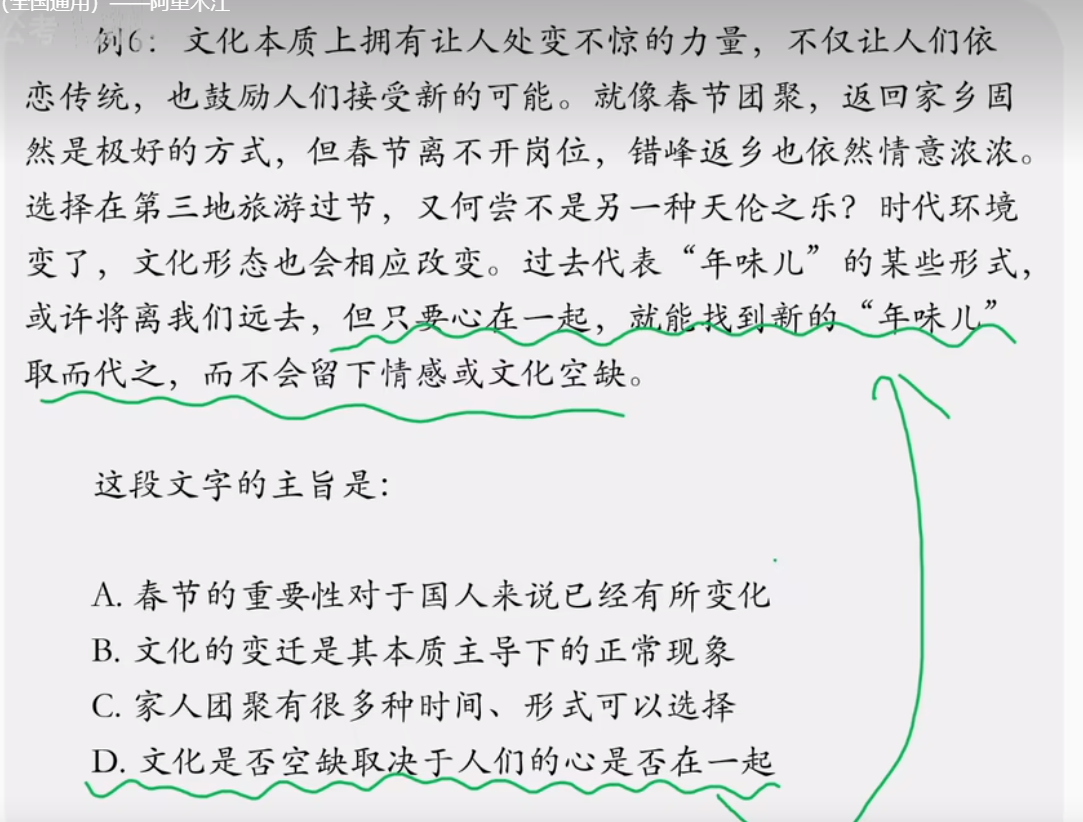 (全国通用）——阿里木江
公考
例6：文化本质上拥有让人处变不惊的力量，不仅让人们依
恋传统，也鼓励人们接受新的可能。就像春节团聚，返回家乡固
然是极好的方式，但春节离不开岗位，错峰返乡也依然情意浓浓。
选择在第三地旅游过节，又何尝不是另一种天伦之乐？时代环境
变了，文化形态也会相应改变。过去代表“年味儿”的某些形式，
或许将离我们远去，但只要心在一起，就能找到新的“年味儿”
取而代之，而不会留下情感或文化空缺。
这段文字的主旨是：
A. 春节的重要性对于国人来说已经有所变化
B. 文化的变迁是其本质主导下的正常现象
C. 家人团聚有很多种时间、形式可以选择
D. 文化是否空缺取决于人们的心是否在一起